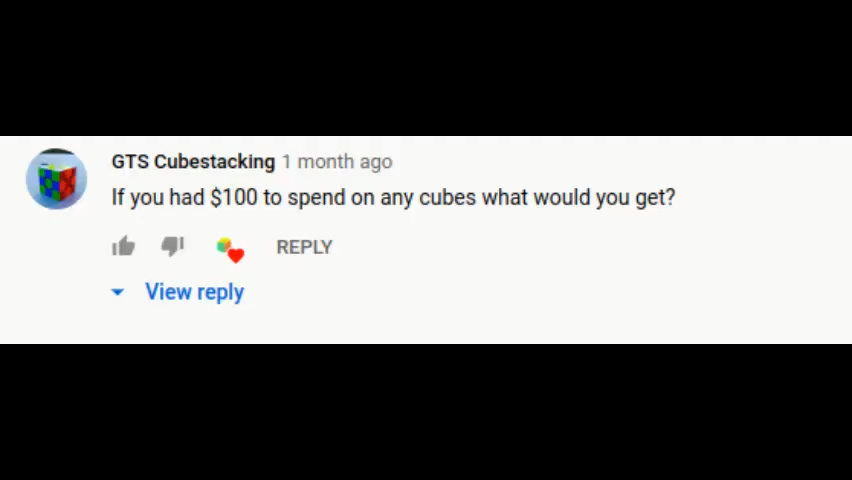 GTS Cubestacking 1 month ago
If you had $100 to spend on any cubes what would you get?
REPLY
View reply